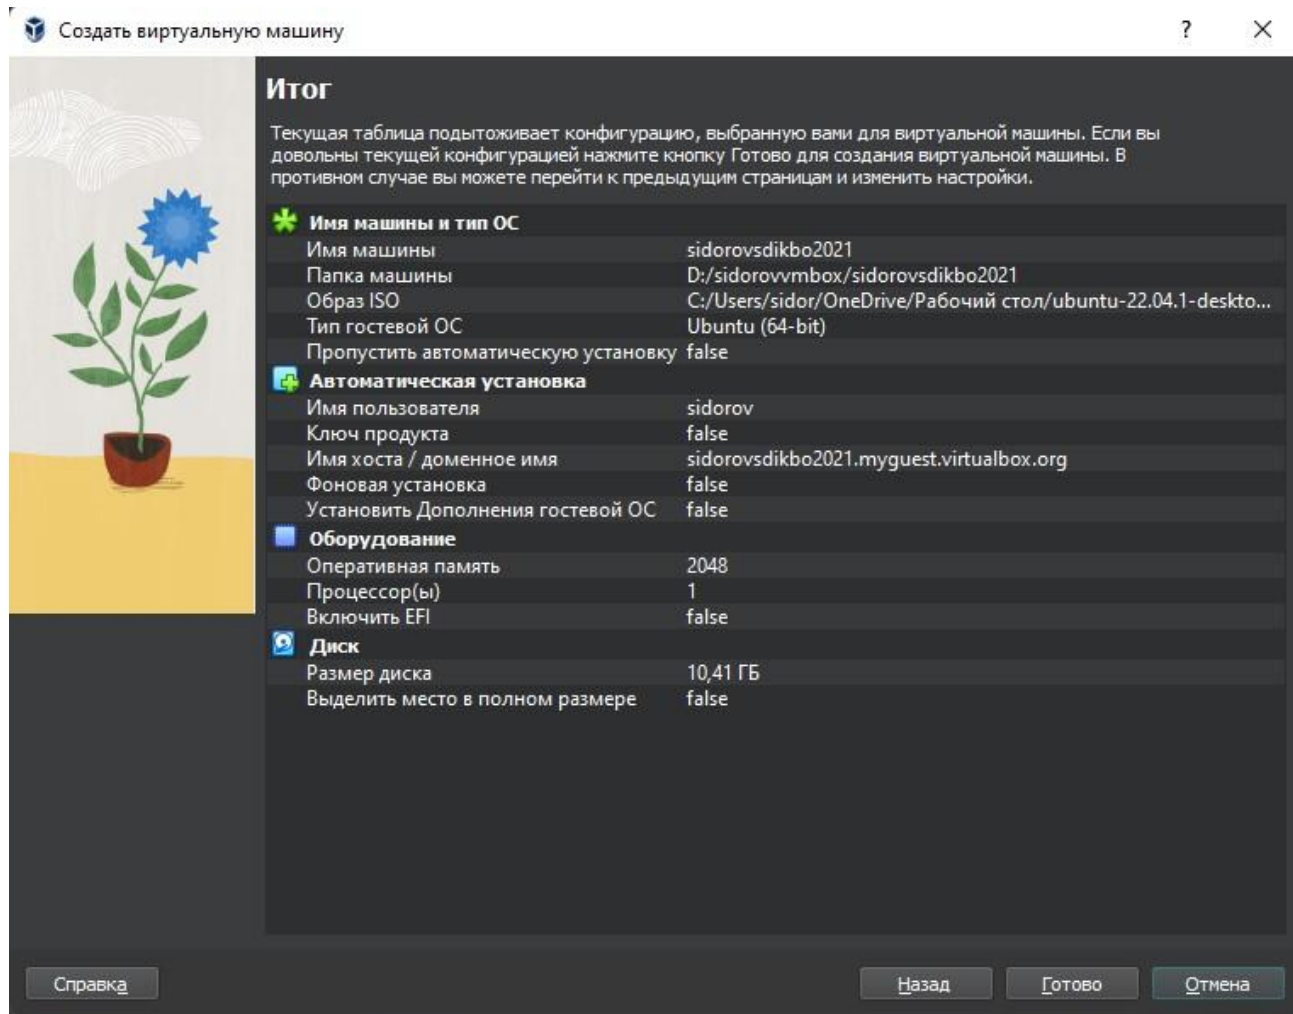 Создать виртуальную машину
?
Итог
Текущая таблица подытоживает конфигурацию, выбранную вами для виртуальной машины. Если вы
довольны текущей конфигурацией нажмите кнопку Готово для создания виртуальной машины. В
противном случае вы можете перейти к предыдущим страницам и изменить настройки.
Имя машины и тип ОС
Имя машины sidorovsdikbo2021
Папка машины D:/sidorovvmbox/sidorovsdikbo2021
Образ ISO C:/Users/sidor/OneDrive/Рабочий стол/ubuntu-22.04.1-deskto...
Тип гостевой ОС Ubuntu (64-bit)
Пропустить автоматическую установку false
Автоматическая установка
Имя пользователя sidorov
Ключ продукта false
Имя хоста / доменное имя sidorovsdikbo2021.myguest.virtualbox.org
Фоновая установка false
Установить Дополнения гостевой ОС false
Оборудование
Оперативная память 2048
Процессор(ы) 1
Включить EFI false
Диск
Размер диска 10,41 ГБ
Выделить место в полном размере false
Справка Назад Готово Отмена